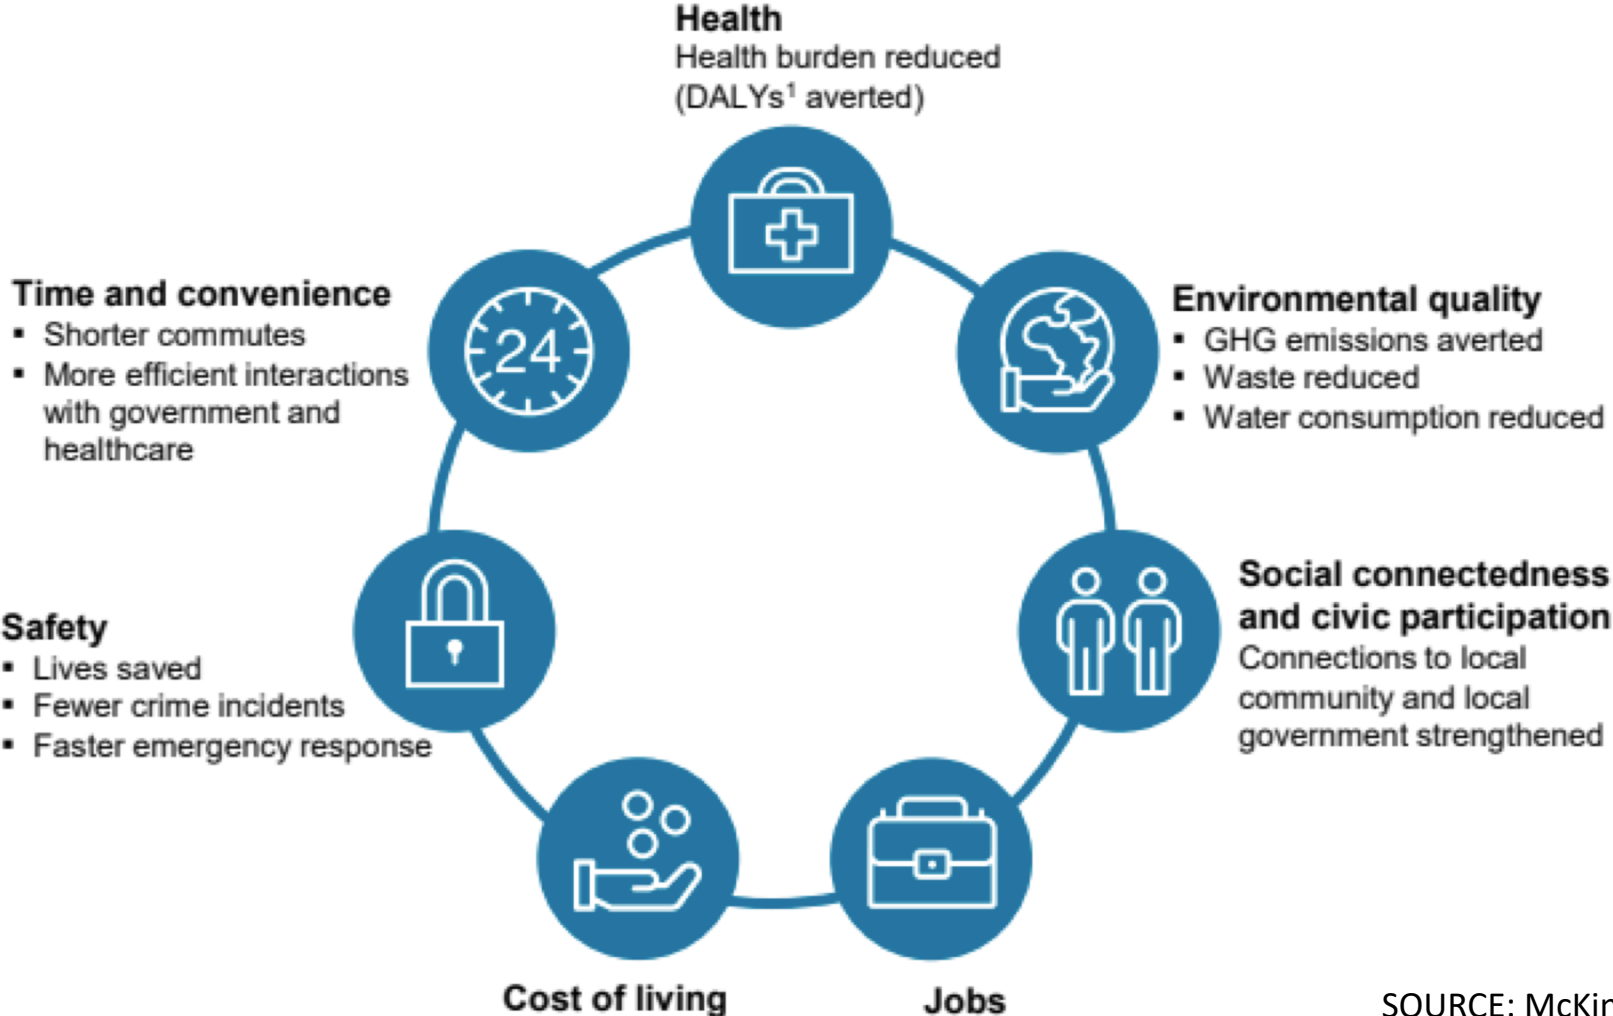 Health
Health burden reduced
(DALYs¹ averted)
Time and convenience
▪ Shorter commutes
▪ More efficient interactions
with government and
healthcare
24
Environmental quality
▪ GHG emissions averted
▪ Waste reduced
▪ Water consumption reduced
Safety
▪ Lives saved
▪ Fewer crime incidents
▪ Faster emergency response
Social connectedness
and civic participation
Connections to local
community and local
government strengthened
Cost of living
Jobs
SOURCE: